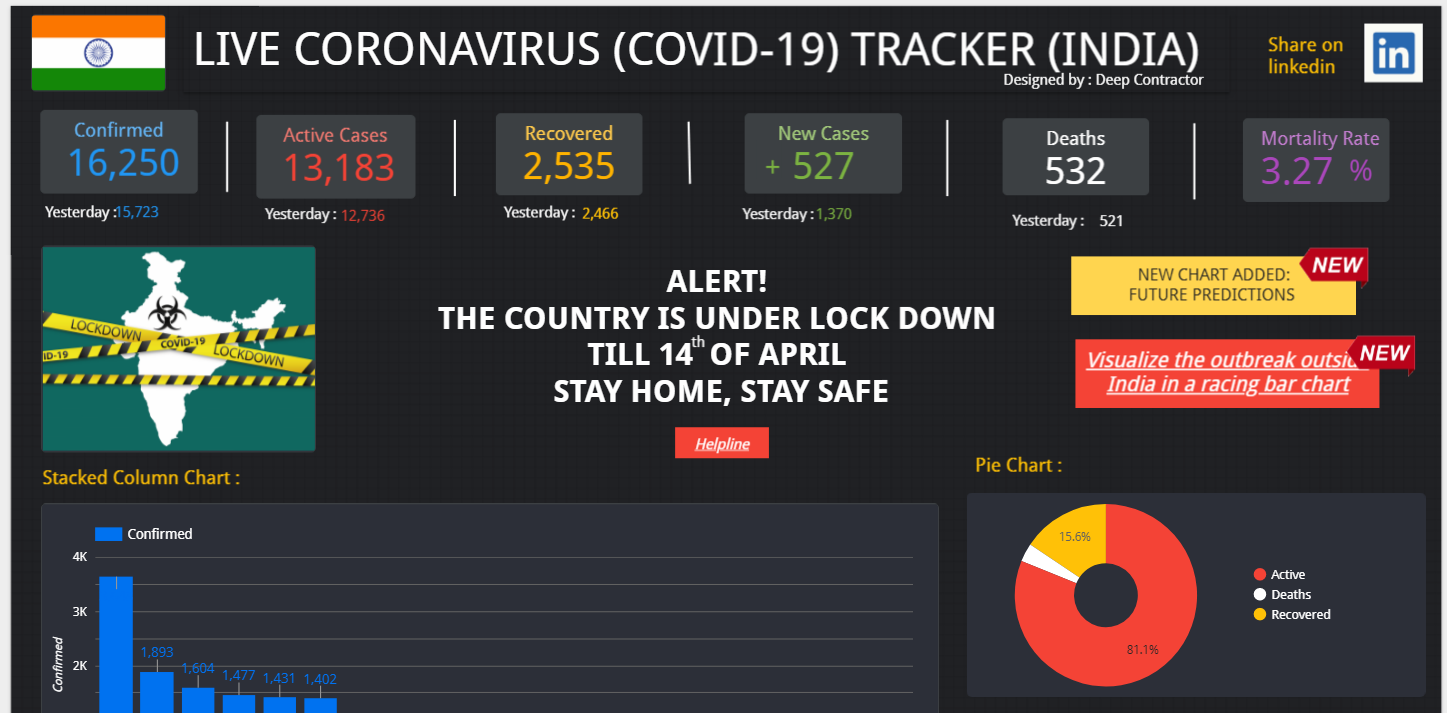 LIVE CORONAVIRUS (COVID-19) TRACKER (INDIA)
Designed by : Deep Contractor
Share on
linkedin
in
Confirmed
16,250
Yesterday :15,723
Active Cases
13,183
Yesterday : 12,736
Recovered
2,535
Yesterday : 2,466
New Cases
+ 527
Yesterday : 1,370
Deaths
532
Yesterday : 521
Mortality Rate
3.27 %
LOCKDOWN
ID-19 COVID-19 LOCKDOWN
ALERT!
THE COUNTRY IS UNDER LOCK DOWN
TILL 14th OF APRIL
STAY HOME, STAY SAFE
Helpline
NEW
NEW CHART ADDED:
FUTURE PREDICTIONS
NEW
Visualize the outbreak outsi
India in a racing bar chart
Stacked Column Chart :
Confirmed
4K
3K
2K
Confirmed
1,893
1,604
1,477
1,431
1,402
Pie Chart :
15.6%
81.1%
Active
Deaths
Recovered